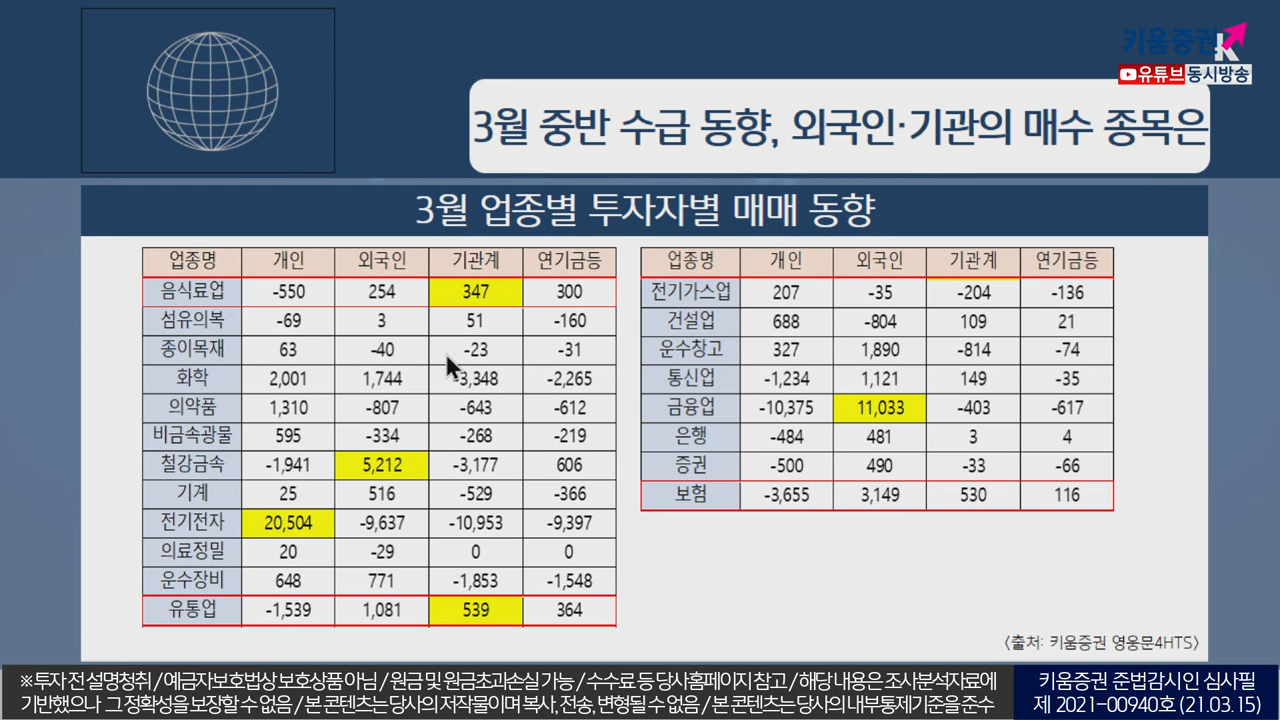 키움증권
유튜브동시방송
3월 중반 수급 동향, 외국인·기관의 매수 종목은
3월 업종별 투자자별 매매 동향
업종명 개인 외국인 기관계 연기금등
음식료업 -550 254 347 300
섬유의복 -69 3 51 -160
종이목재 63 -40 -23 -31
화학 2,001 1,744 -3,348 -2,265
의약품 1,310 -807 -643 -612
비금속광물 595 -334 -268 -219
철강금속 -1,941 5,212 -3,177 606
기계 25 516 -529 -366
전기전자 20,504 -9,637 -10,953 -9,397
의료정밀 20 -29 0 0
운수장비 648 771 -1,853 -1,548
유통업 -1,539 1,081 539 364
업종명 개인 외국인 기관계 연기금등
전기가스업 207 -35 -204 -136
건설업 688 -804 109 21
운수창고 327 1,890 -814 -74
통신업 -1,234 1,121 149 -35
금융업 -10,375 11,033 -403 -617
은행 -484 481 3 4
증권 -500 490 -33 -66
보험 -3,655 3,149 530 116
<출처: 키움증권 영웅문4HTS>
※ 투자 전 설명청취 / 예금자보호법상 보호상품 아님 / 원금 및 원금초과손실 가능 / 수수료 등 당사홈페이지 참고 / 해당 내용은 조사분석자료에
기반했으나 그 정확성을 보장할 수 없음 / 본 콘텐츠는 당사의 저작물이며 복사, 전송, 변형될 수 없음 / 본 콘텐츠는 당사의 내부통제기준을 준수
키움증권 준법감시인 심사필
제 2021-00940호 (21.03.15)